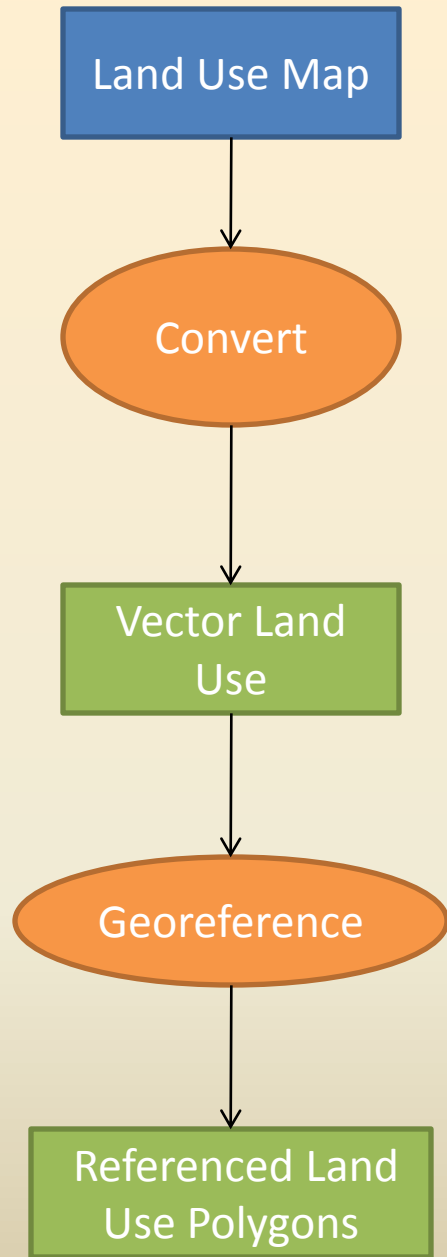 Land Use Map
Convert
Vector Land
Use
Georeference
Referenced Land
Use Polygons